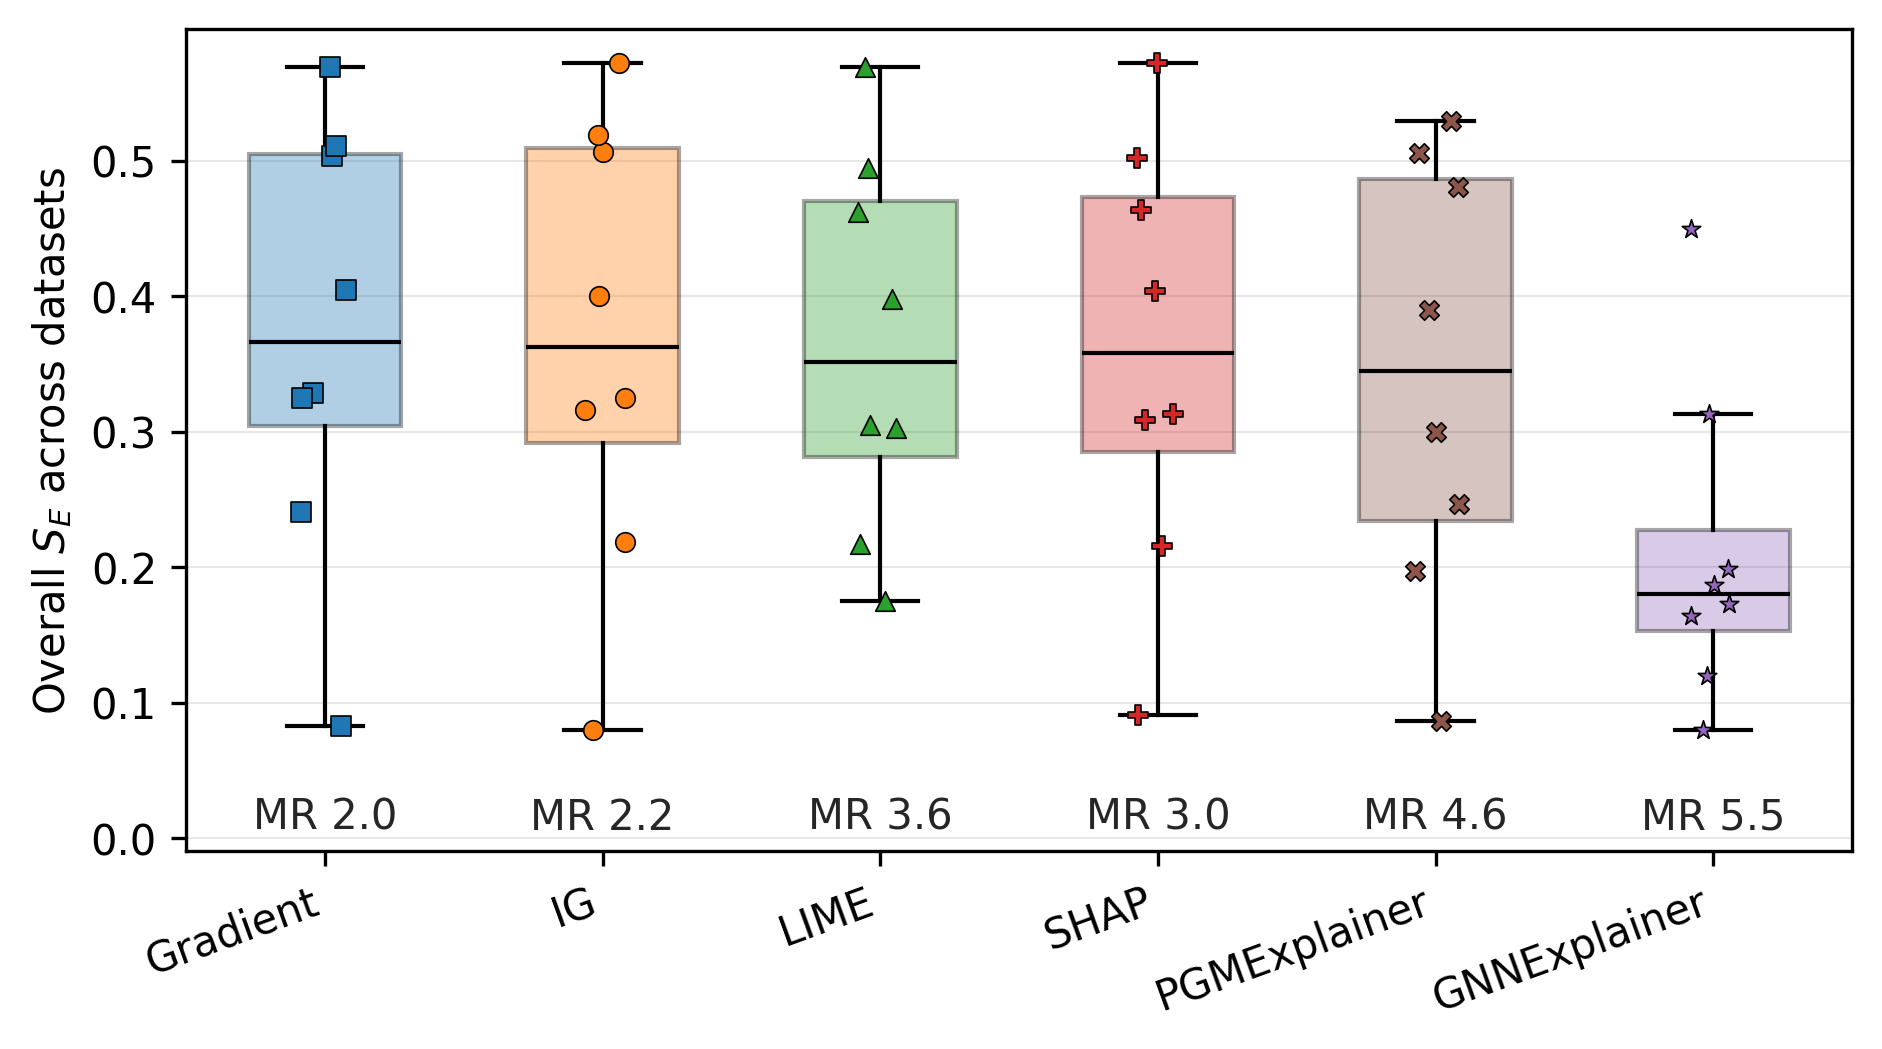 Overall S_E across datasets
0.5
0.4
0.3
0.2
0.1
0.0
MR 2.0 MR 2.2 MR 3.6 MR 3.0 MR 4.6 MR 5.5
Gradient IG LIME SHAP PGMExplainer GNNExplainer